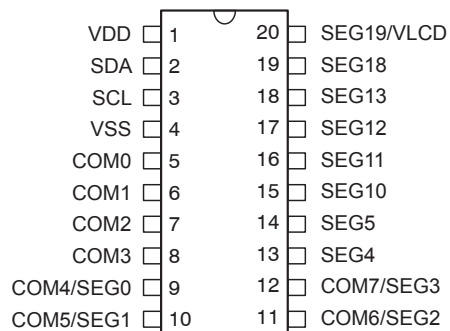 VDD 1 20 SEG19/VLCD
SDA 2 19 SEG18
SCL 3 18 SEG13
VSS 4 17 SEG12
COM0 5 16 SEG11
COM1 6 15 SEG10
COM2 7 14 SEG5
COM3 8 13 SEG4
COM4/SEG0 9 12 COM7/SEG3
COM5/SEG1 10 11 COM6/SEG2